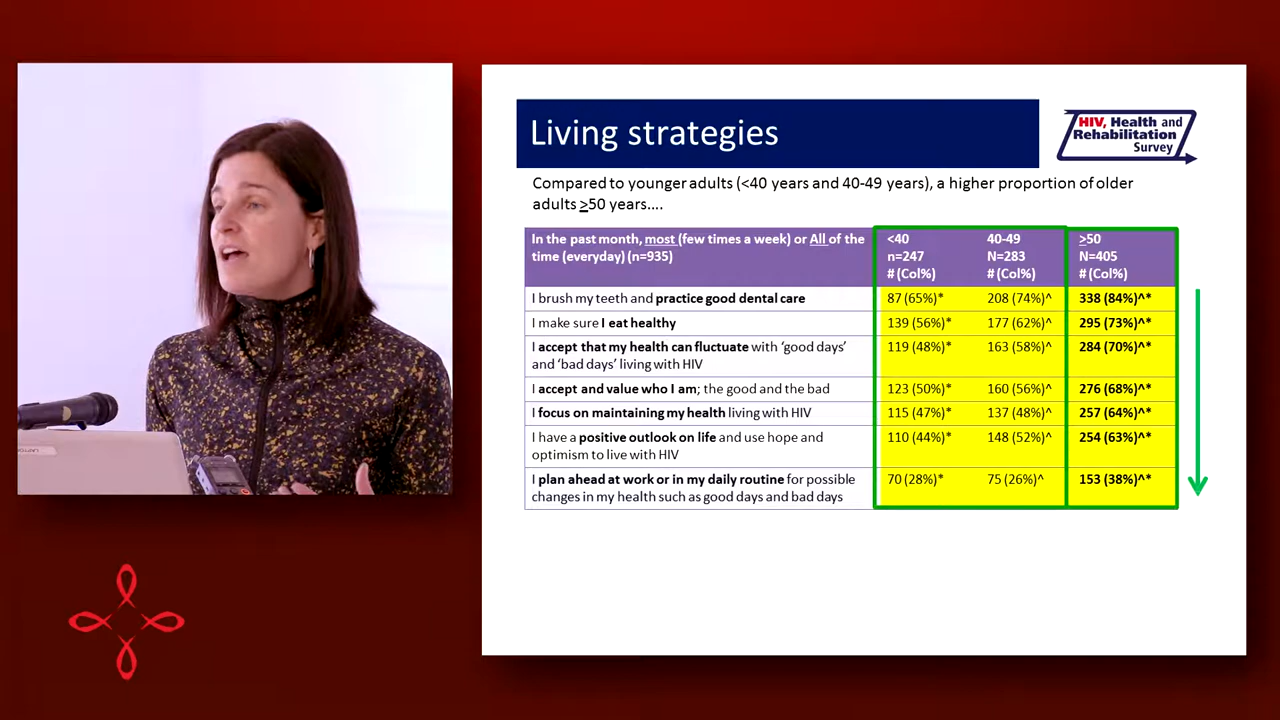 Living strategies
HIV, Health and
Rehabilitation
Survey
Compared to younger adults (<40 years and 40-49 years), a higher proportion of older
adults ≥50 years....
In the past month, most (few times a week) or All of the
time (everyday) (n=935)
<40
n=247
# (Col%)
40-49
N=283
# (Col%)
≥50
N=405
# (Col%)
I brush my teeth and practice good dental care
87 (65%)*
208 (74%)^
338 (84%)^*
I make sure I eat healthy
139 (56%)*
177 (62%)^
295 (73%)^*
I accept that my health can fluctuate with ‘good days’
and ‘bad days’ living with HIV
119 (48%)*
163 (58%)^
284 (70%)^*
I accept and value who I am; the good and the bad
123 (50%)*
160 (56%)^
276 (68%)^*
I focus on maintaining my health living with HIV
115 (47%)*
137 (48%)^
257 (64%)^*
I have a positive outlook on life and use hope and
optimism to live with HIV
110 (44%)*
148 (52%)^
254 (63%)^*
I plan ahead at work or in my daily routine for possible
changes in my health such as good days and bad days
70 (28%)*
75 (26%)^
153 (38%)^*